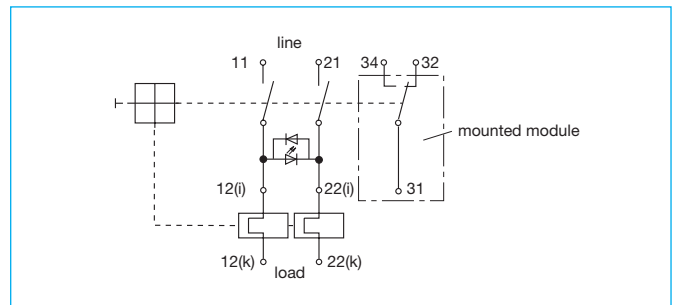 line
11 21 34 32
mounted module
12(i) 22(i) 31
12(k) 22(k)
load